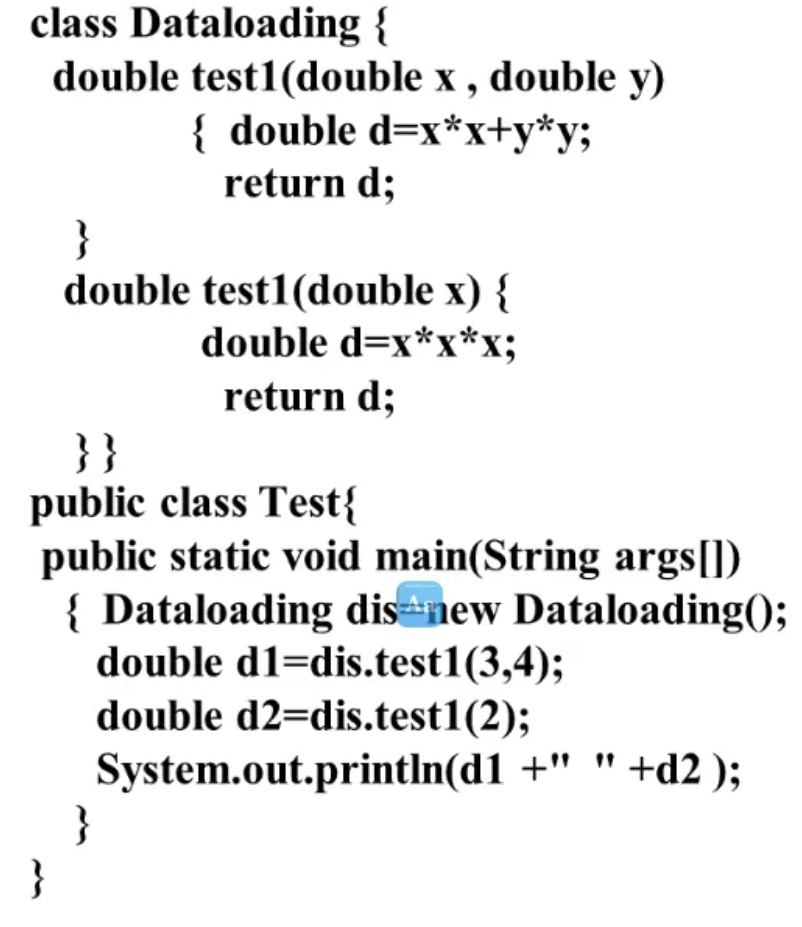 class Dataloading {
double test1(double x , double y)
{ double d=x*x+y*y;
return d;
}
double test1(double x) {
double d=x*x*x;
return d;
} }
public class Test{
public static void main(String args[])
{ Dataloading dis=new Dataloading();
double d1=dis.test1(3,4);
double d2=dis.test1(2);
System.out.println(d1 +"  " +d2 );
}
}